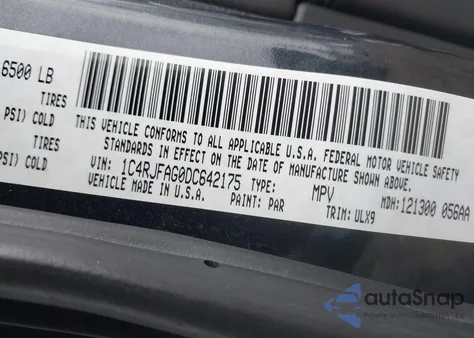 6500 LB
TIRES
PSI) COLD
TIRES
PSI) COLD
THIS VEHICLE CONFORMS TO ALL APPLICABLE U.S.A. FEDERAL MOTOR VEHICLE SAFETY
STANDARDS IN EFFECT ON THE DATE OF MANUFACTURE SHOWN ABOVE.
VIN: 1C4RJFAG0DC642175 TYPE: MPV MDH:121300 056AA
VEHICLE MADE IN U.S.A. PAINT: PAR TRIM: ULX9
autoSnap